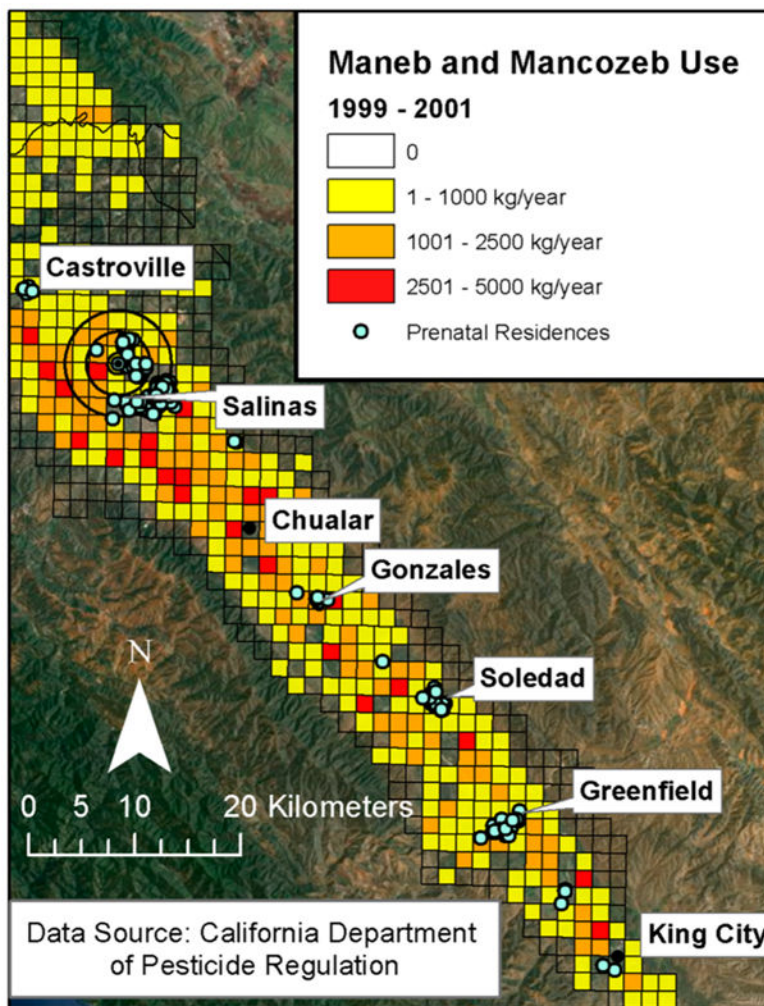 Maneb and Mancozeb Use
1999 - 2001
0
1 - 1000 kg/year
1001 - 2500 kg/year
2501 - 5000 kg/year
Prenatal Residences
Castroville
Salinas
Chualar
Gonzales
Soledad
Greenfield
King City
N
0 5 10 20 Kilometers
Data Source: California Department
of Pesticide Regulation